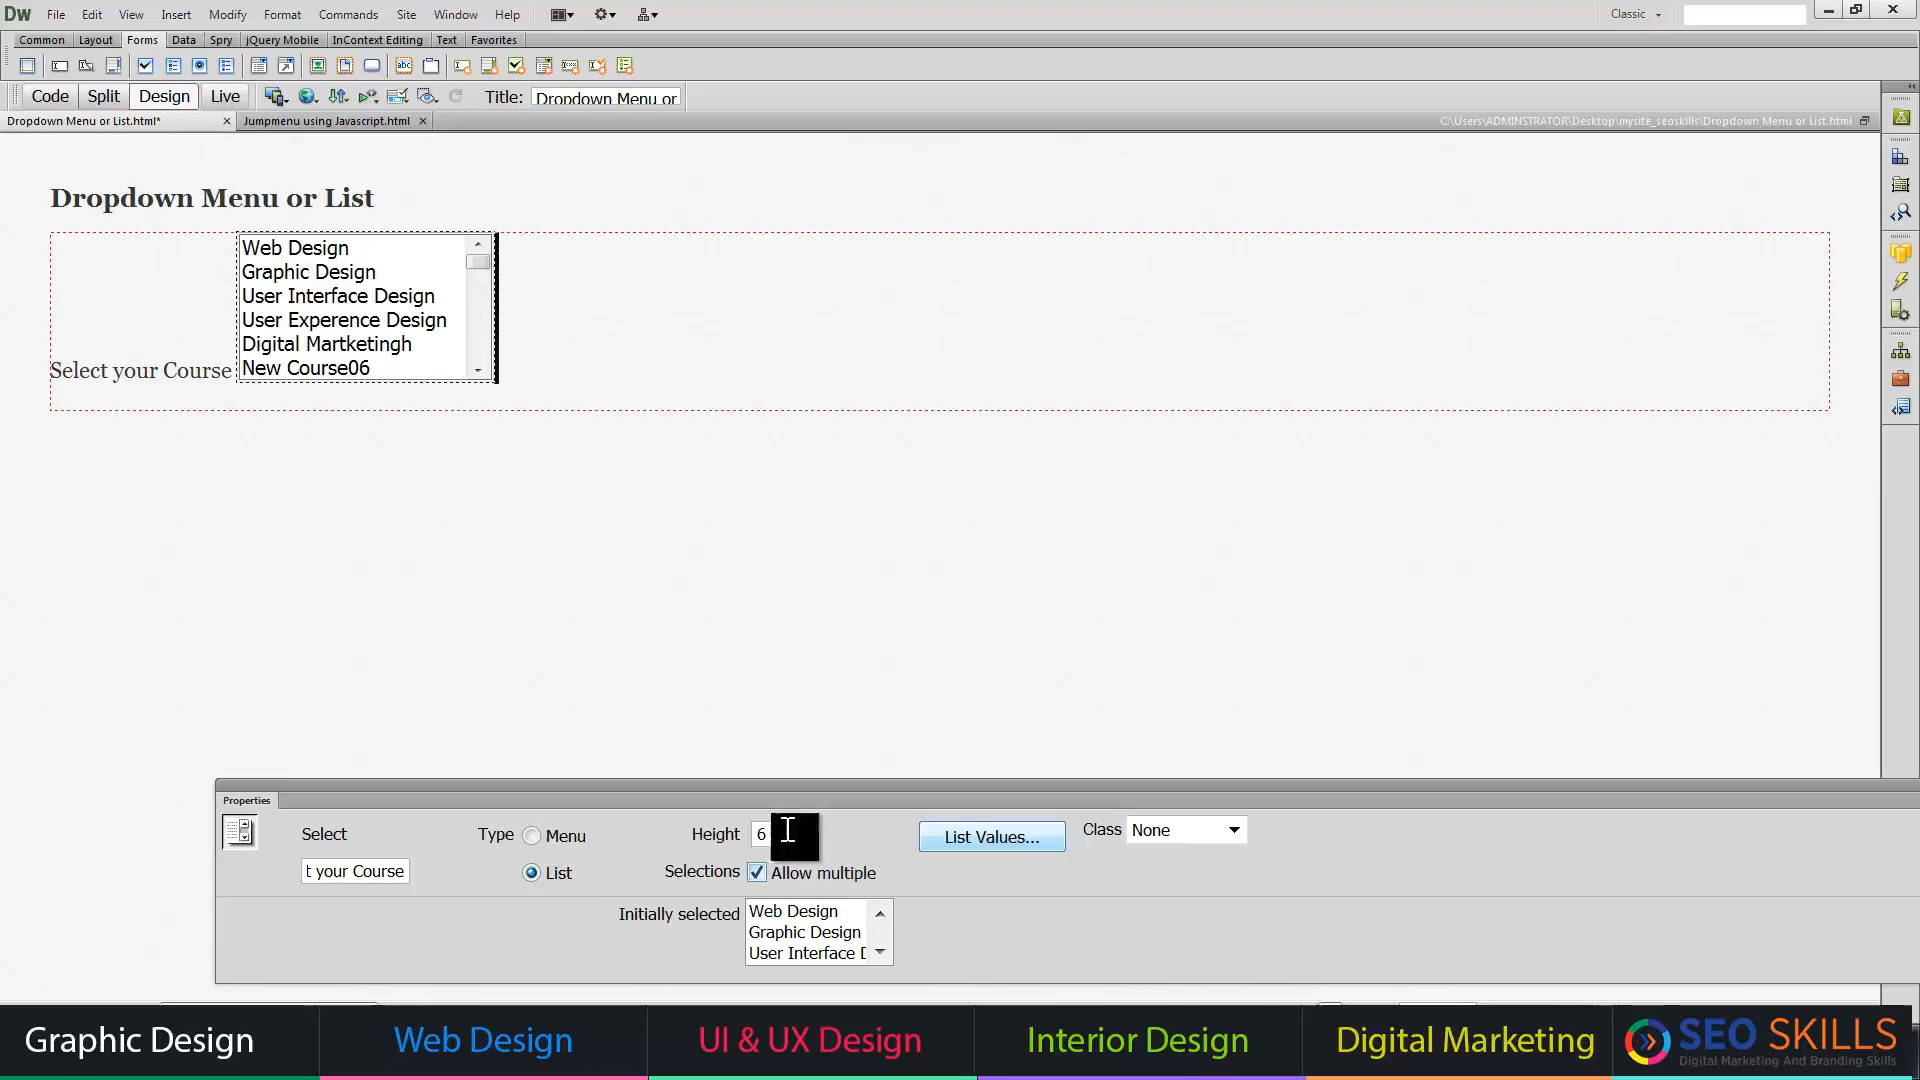 Dw File Edit View Insert Modify Format Commands Site Window Help Classic
Common Layout Forms Data Spry jQuery Mobile InContext Editing Text Favorites
Code Split Design Live Title: Dropdown Menu or
Dropdown Menu or List.html* Jumpmenu using Javascript.html C:\Users\ADMINSTRATOR\Desktop\mysite_seoskills\Dropdown Menu or List.html
Dropdown Menu or List
Web Design
Graphic Design
User Interface Design
User Experence Design
Digital Martketingh
New Course06
Select your Course
Properties
Select Type Menu Height 6 List Values... Class None
t your Course List Selections Allow multiple
Initially selected Web Design
Graphic Design
User Interface D
Graphic Design Web Design UI & UX Design Interior Design Digital Marketing SEO SKILLS
Digital Marketing And Branding Skills